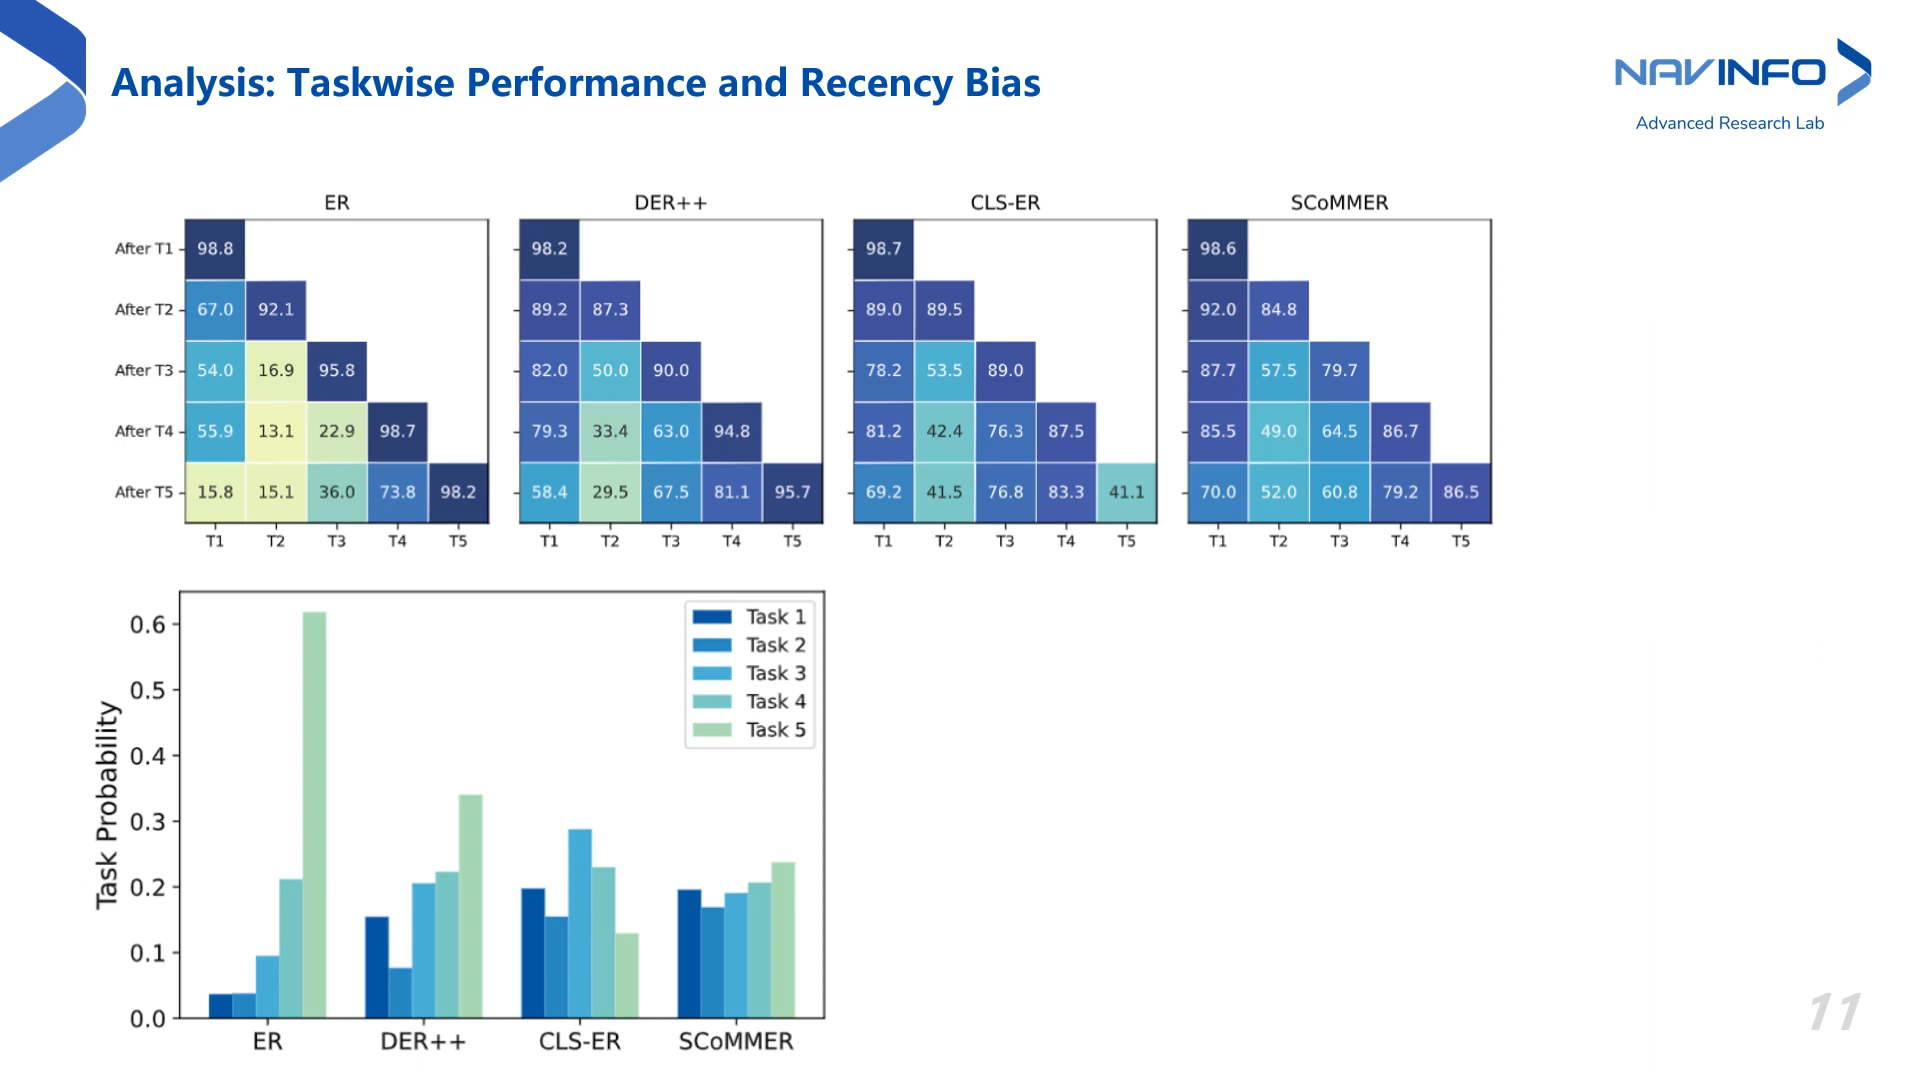 Analysis: Taskwise Performance and Recency Bias
NAVINFO
Advanced Research Lab
ER
DER++
CLS-ER
SCoMMER
After T1 98.8 98.2 98.7 98.6
After T2 67.0 92.1 89.2 87.3 89.0 89.5 92.0 84.8
After T3 54.0 16.9 95.8 82.0 50.0 90.0 78.2 53.5 89.0 87.7 57.5 79.7
After T4 55.9 13.1 22.9 98.7 79.3 33.4 63.0 94.8 81.2 42.4 76.3 87.5 85.5 49.0 64.5 86.7
After T5 15.8 15.1 36.0 73.8 98.2 58.4 29.5 67.5 81.1 95.7 69.2 41.5 76.8 83.3 41.1 70.0 52.0 60.8 79.2 86.5
T1 T2 T3 T4 T5 T1 T2 T3 T4 T5 T1 T2 T3 T4 T5 T1 T2 T3 T4 T5
Task Probability
0.6
0.5
0.4
0.3
0.2
0.1
0.0
Task 1
Task 2
Task 3
Task 4
Task 5
ER DER++ CLS-ER SCoMMER
11